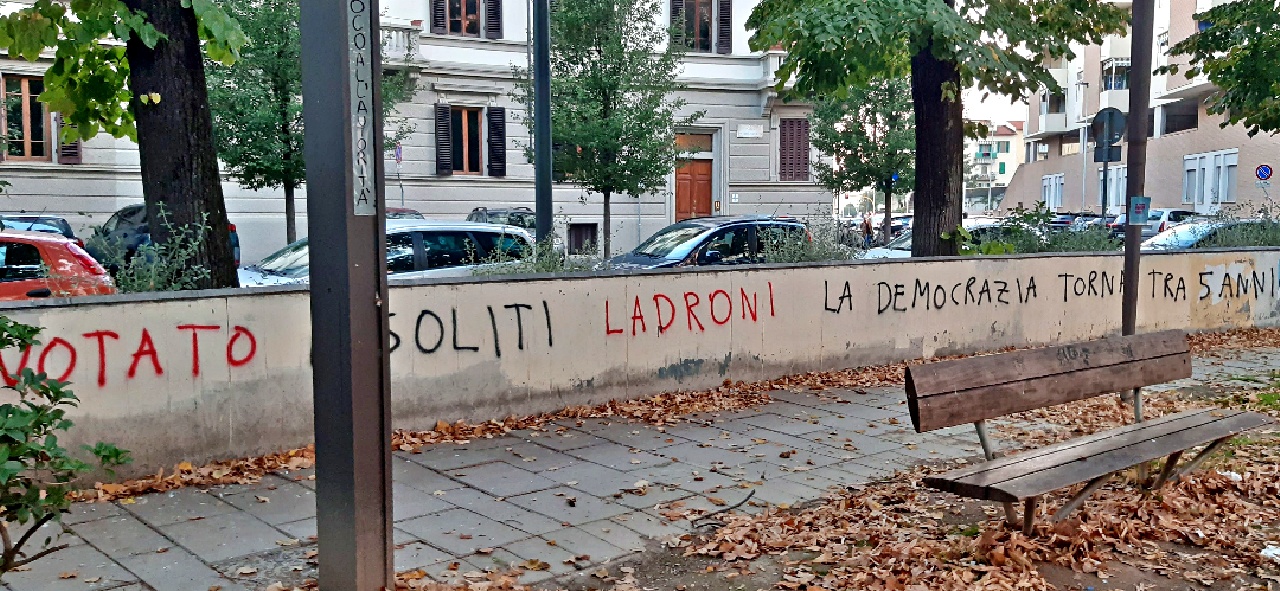 VOTATO SOLITI LADRONI LA DEMOCRAZIA TORNA TRA 5 ANNI